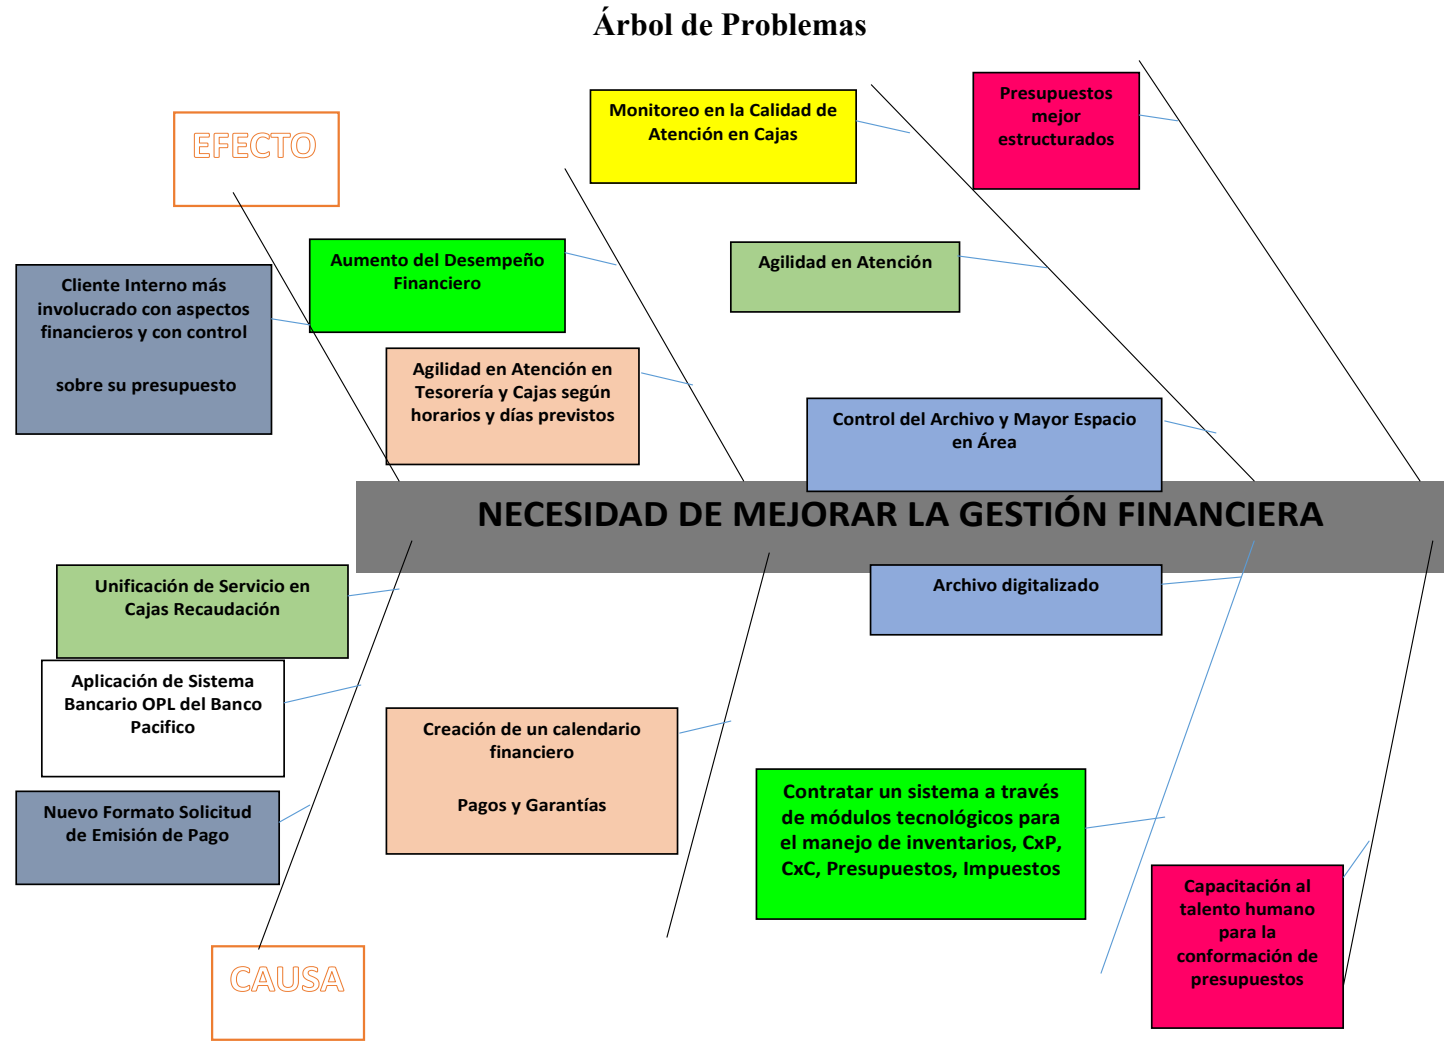 Árbol de Problemas
EFECTO
Monitoreo en la Calidad de
Atención en Cajas
Presupuestos
mejor
estructurados
Cliente Interno más
involucrado con aspectos
financieros y con control
sobre su presupuesto
Aumento del Desempeño
Financiero
Agilidad en Atención
Agilidad en Atención en
Tesorería y Cajas según
horarios y días previstos
Control del Archivo y Mayor Espacio
en Área
NECESIDAD DE MEJORAR LA GESTIÓN FINANCIERA
Unificación de Servicio en
Cajas Recaudación
Archivo digitalizado
Aplicación de Sistema
Bancario OPL del Banco
Pacifico
Creación de un calendario
financiero
Pagos y Garantías
Nuevo Formato Solicitud
de Emisión de Pago
Contratar un sistema a través
de módulos tecnológicos para
el manejo de inventarios, CxP,
CxC, Presupuestos, Impuestos
Capacitación al
talento humano
para la
conformación de
presupuestos
CAUSA